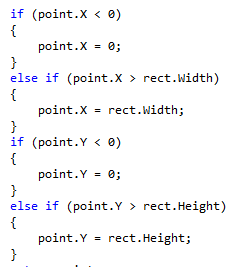 if (point.X < 0)
{
    point.X = 0;
}
else if (point.X > rect.Width)
{
    point.X = rect.Width;
}
if (point.Y < 0)
{
    point.Y = 0;
}
else if (point.Y > rect.Height)
{
    point.Y = rect.Height;
}